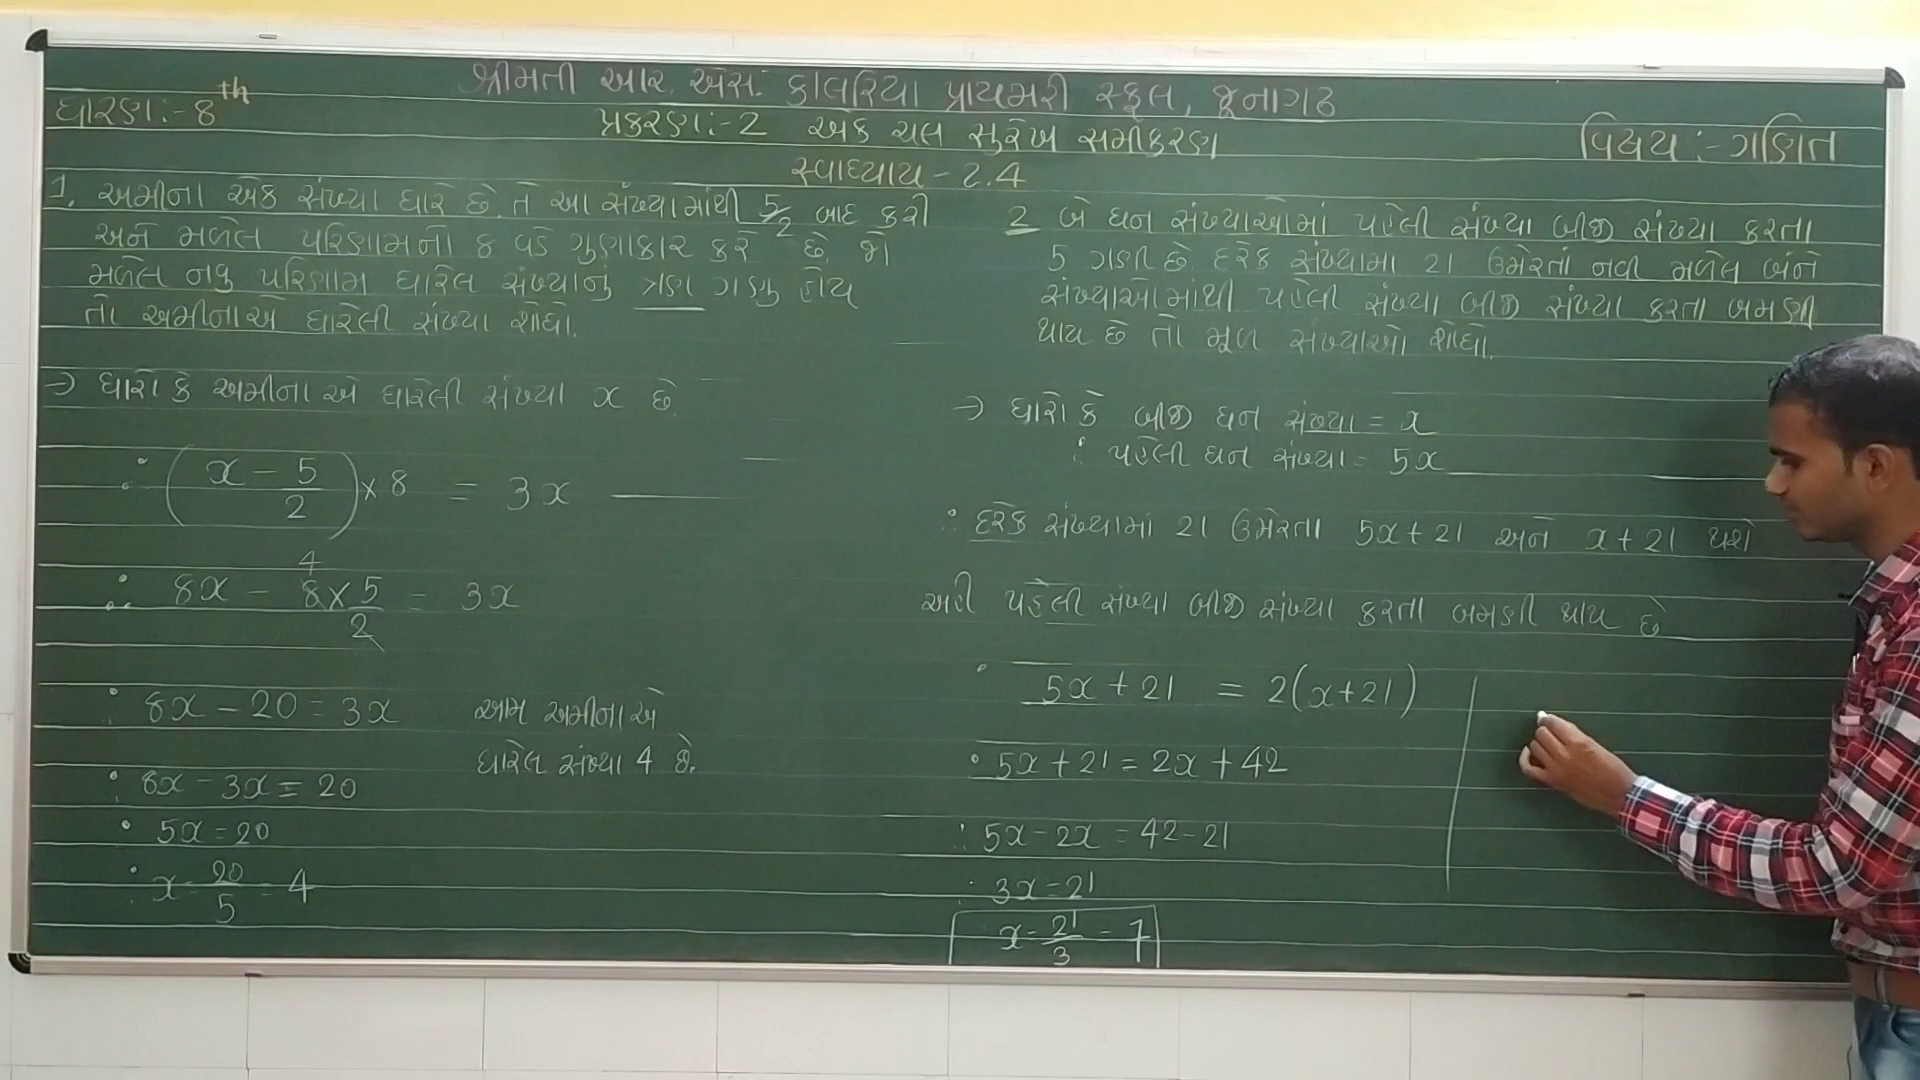 શ્રીમતી આર. એસ. કાલરિયા પ્રાયમરી સ્કૂલ, જૂનાગઢ
ધોરણ:- 8th
પ્રકરણ:-2 એક ચલ સુરેખ સમીકરણ
વિષય:- ગણિત
સ્વાધ્યાય - 2.4
1. અમીના એક સંખ્યા ધારે છે. તે આ સંખ્યામાંથી 5/2 બાદ કરી
અને મળેલ પરિણામનો 8 વડે ગુણાકાર કરે છે. જો
મળેલ નવુ પરિણામ ધારેલ સંખ્યાનું ત્રણ ગણુ હોય
તો અમીનાએ ધારેલી સંખ્યા શોધો.
→ ધારો કે અમીના એ ધારેલી સંખ્યા x છે.
∴ (x - 5/2) × 8 = 3x
∴ 8x - 8 × 5/2 = 3x
4
∴ 8x - 20 = 3x
∴ 8x - 3x = 20
∴ 5x = 20
∴ x = 20/5 = 4
આમ અમીનાએ
ધારેલ સંખ્યા 4 છે.
2 બે ધન સંખ્યાઓમાં પહેલી સંખ્યા બીજી સંખ્યા કરતા
5 ગણી છે. દરેક સંખ્યામા 21 ઉમેરતાં નવી મળેલ બંને
સંખ્યાઓમાંથી પહેલી સંખ્યા બીજી સંખ્યા કરતા બમણી
થાય છે તો મૂળ સંખ્યાઓ શોધો.
→ ધારો કે બીજી ધન સંખ્યા = x
∴ પહેલી ધન સંખ્યા = 5x
∴ દરેક સંખ્યામાં 21 ઉમેરતા 5x + 21 અને x + 21 થશે
અહી પહેલી સંખ્યા બીજી સંખ્યા કરતા બમણી થાય છે
∴ 5x + 21 = 2(x+21)
∴ 5x + 21 = 2x + 42
∴ 5x - 2x = 42 - 21
∴ 3x = 21
x = 21/3 = 7